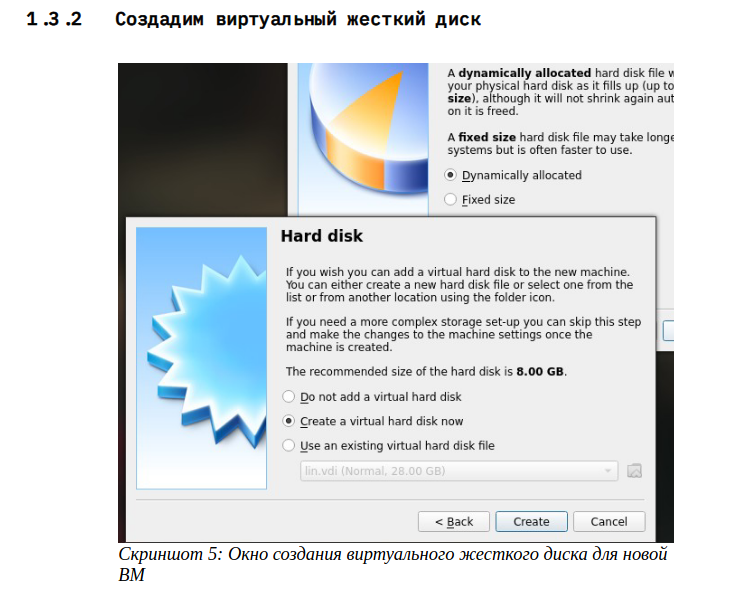 1.3.2 Создадим виртуальный жесткий диск
A dynamically allocated hard disk file
your physical hard disk as it fills up (up to
size), although it will not shrink again
on it is freed.
A fixed size hard disk file may take
systems but is often faster to use.
Dynamically allocated
Fixed size
Hard disk
If you wish you can add a virtual hard disk to the new machine.
You can either create a new hard disk file or select one from the
list or from another location using the folder icon.
If you need a more complex storage set-up you can skip this step
and make the changes to the machine settings once the
machine is created.
The recommended size of the hard disk is 8.00 GB.
Do not add a virtual hard disk
Create a virtual hard disk now
Use an existing virtual hard disk file
lin.vdi (Normal, 28.00 GB)
< Back Create Cancel
Скриншот 5: Окно создания виртуального жесткого диска для новой
ВМ